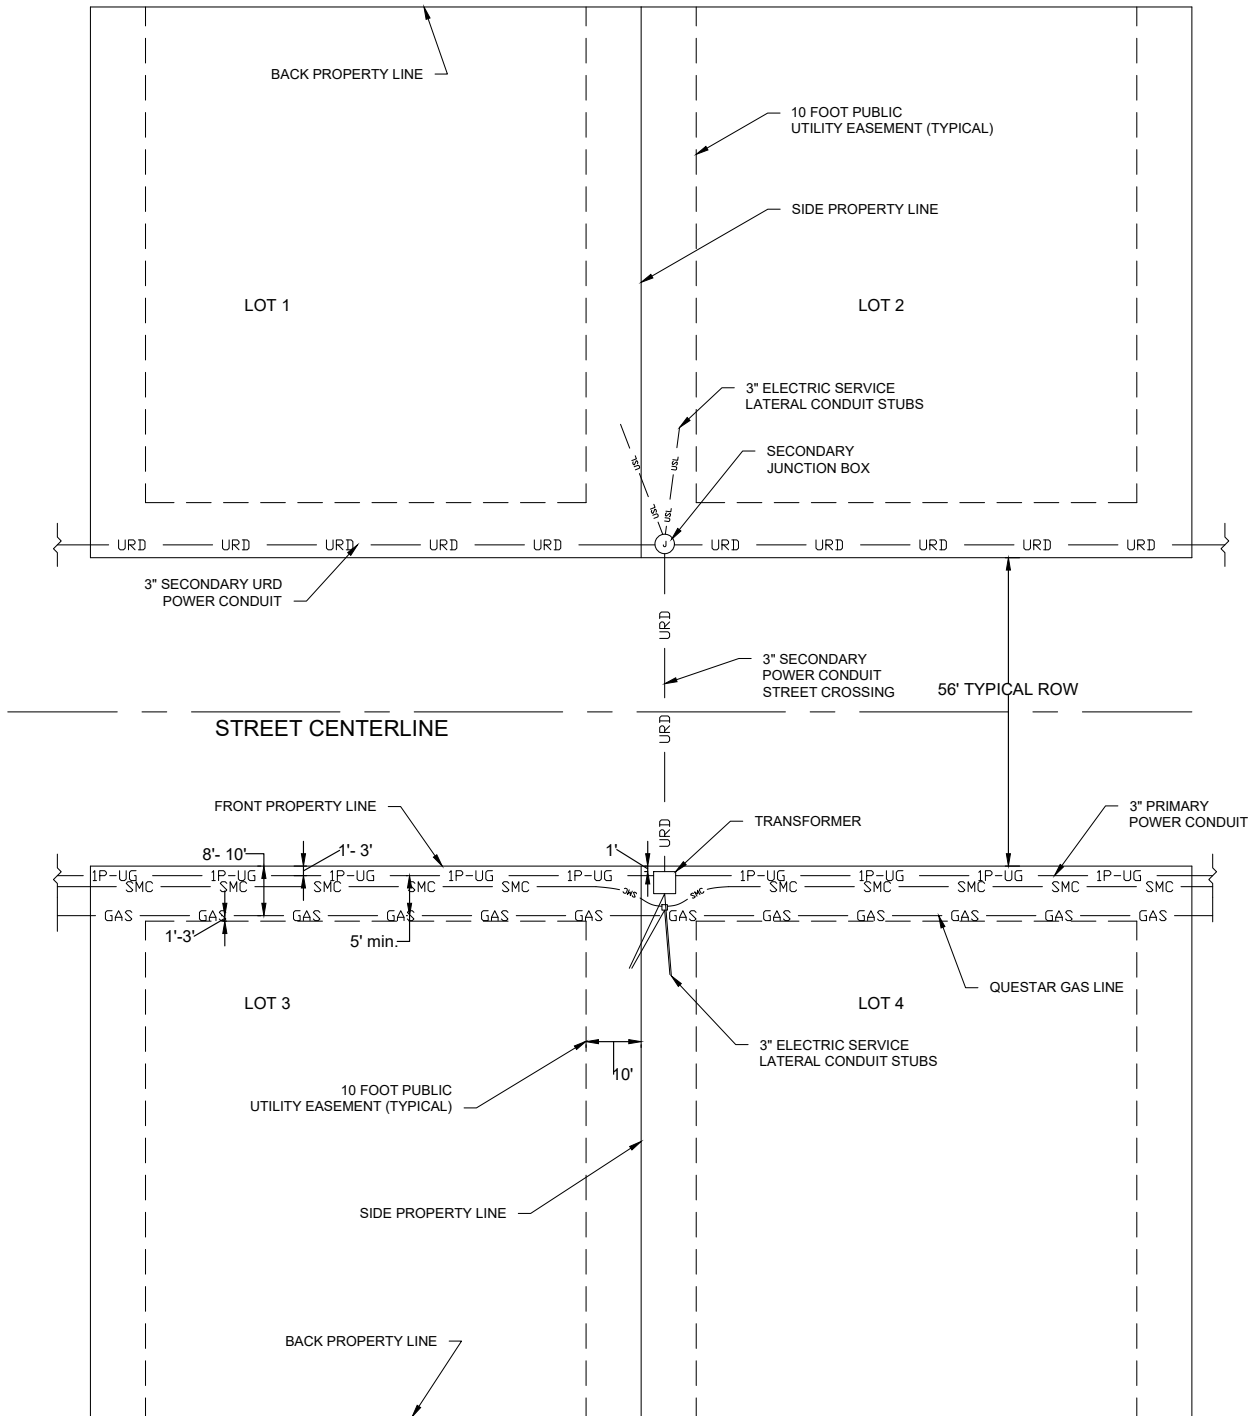 BACK PROPERTY LINE
10 FOOT PUBLIC
UTILITY EASEMENT (TYPICAL)
SIDE PROPERTY LINE
LOT 1
LOT 2
3" ELECTRIC SERVICE
LATERAL CONDUIT STUBS
SECONDARY
JUNCTION BOX
USL
USL
USL
USL
URD URD URD URD URD J URD URD URD URD URD
3" SECONDARY URD
POWER CONDUIT
URD
3" SECONDARY
POWER CONDUIT
STREET CROSSING
56' TYPICAL ROW
STREET CENTERLINE
URD
FRONT PROPERTY LINE
3" PRIMARY
POWER CONDUIT
TRANSFORMER
URD
8'- 10'
1'- 3'
1'
1P-UG 1P-UG 1P-UG 1P-UG 1P-UG 1P-UG 1P-UG 1P-UG 1P-UG
SMC SMC SMC SMC SMC SMC SMC SMC SMC SMC SMC
GAS GAS GAS GAS GAS GAS GAS GAS GAS GAS GAS GAS
1'-3'
5' min.
QUESTAR GAS LINE
LOT 3
LOT 4
3" ELECTRIC SERVICE
LATERAL CONDUIT STUBS
10'
10 FOOT PUBLIC
UTILITY EASEMENT (TYPICAL)
SIDE PROPERTY LINE
BACK PROPERTY LINE